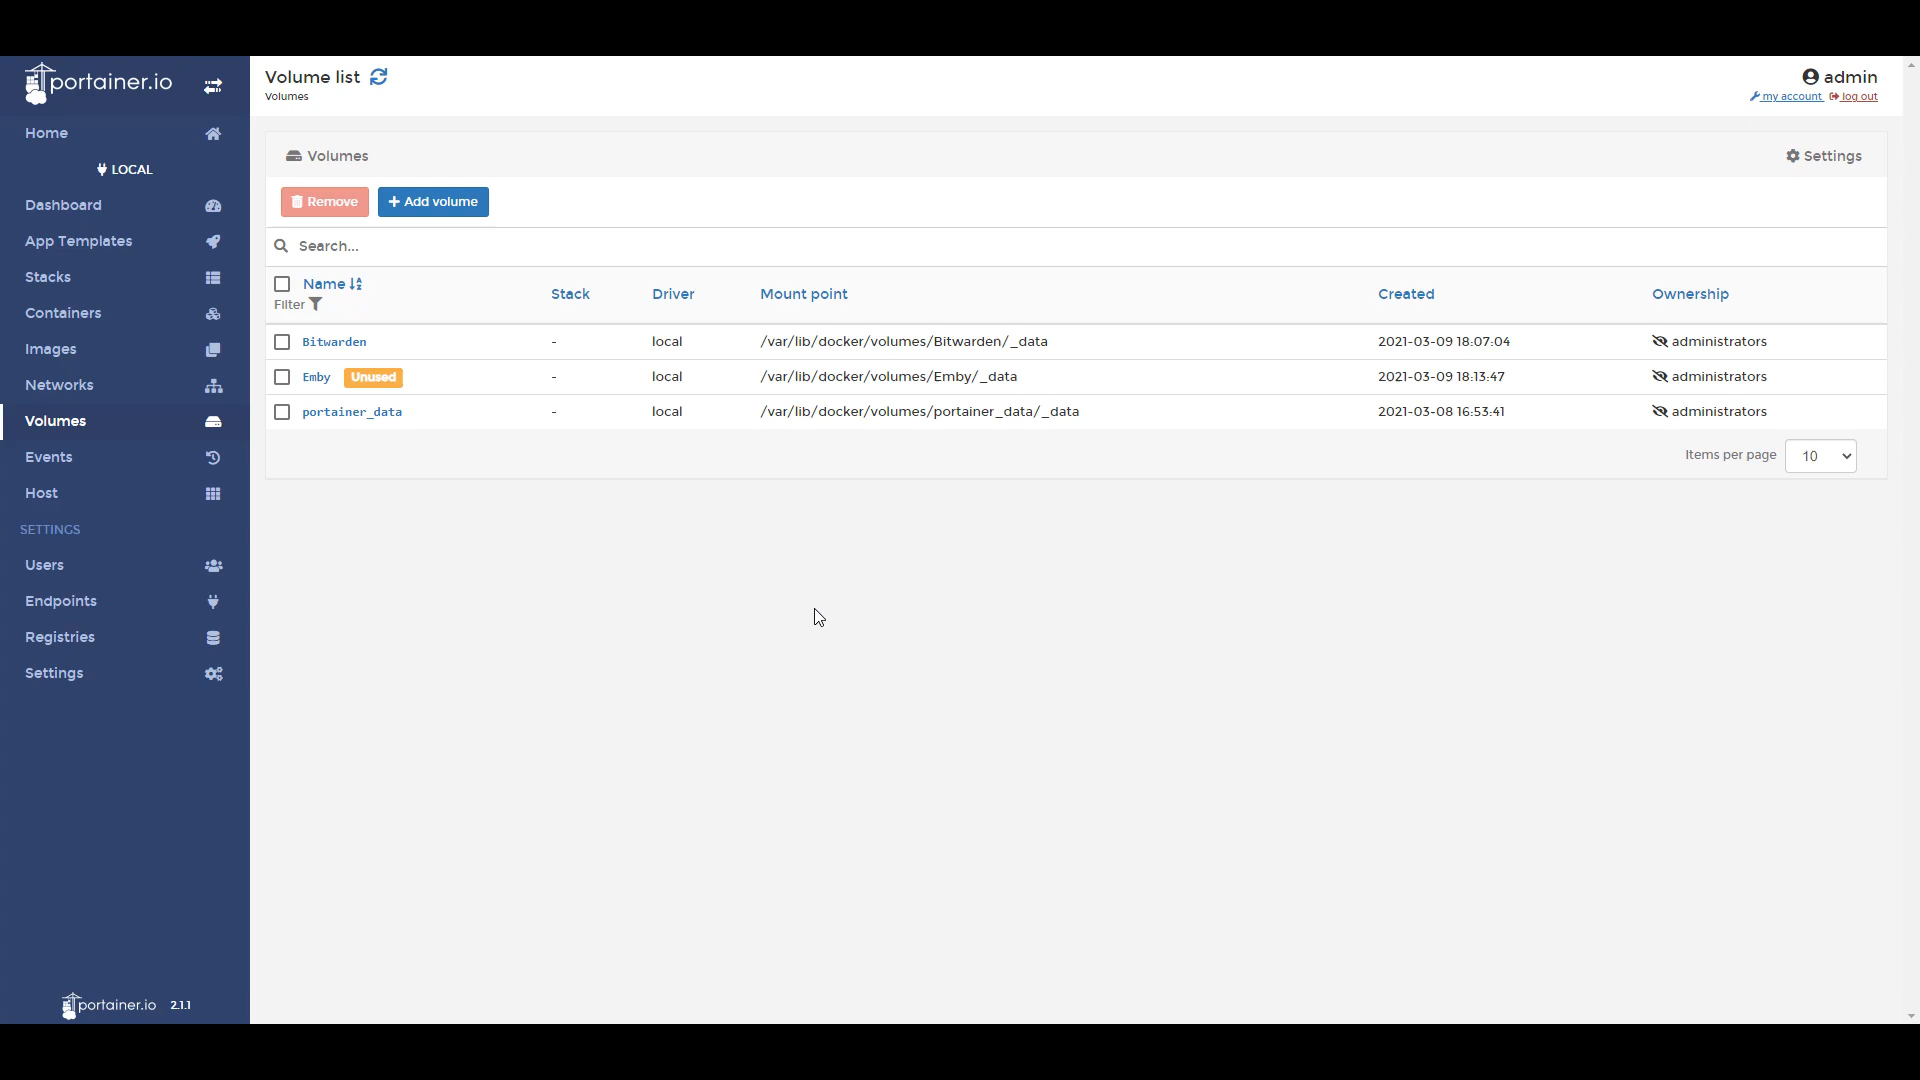 portainer.io
Home
LOCAL
Dashboard
App Templates
Stacks
Containers
Images
Networks
Volumes
Events
Host
SETTINGS
Users
Endpoints
Registries
Settings
portainer.io 2.1.1
Volume list
Volumes
admin
my account log out
Volumes Settings
Remove + Add volume
Search...
Name Stack Driver Mount point Created Ownership
Filter
Bitwarden - local /var/lib/docker/volumes/Bitwarden/_data 2021-03-09 18:07:04 administrators
Emby Unused - local /var/lib/docker/volumes/Emby/_data 2021-03-09 18:13:47 administrators
portainer_data - local /var/lib/docker/volumes/portainer_data/_data 2021-03-08 16:53:41 administrators
Items per page 10